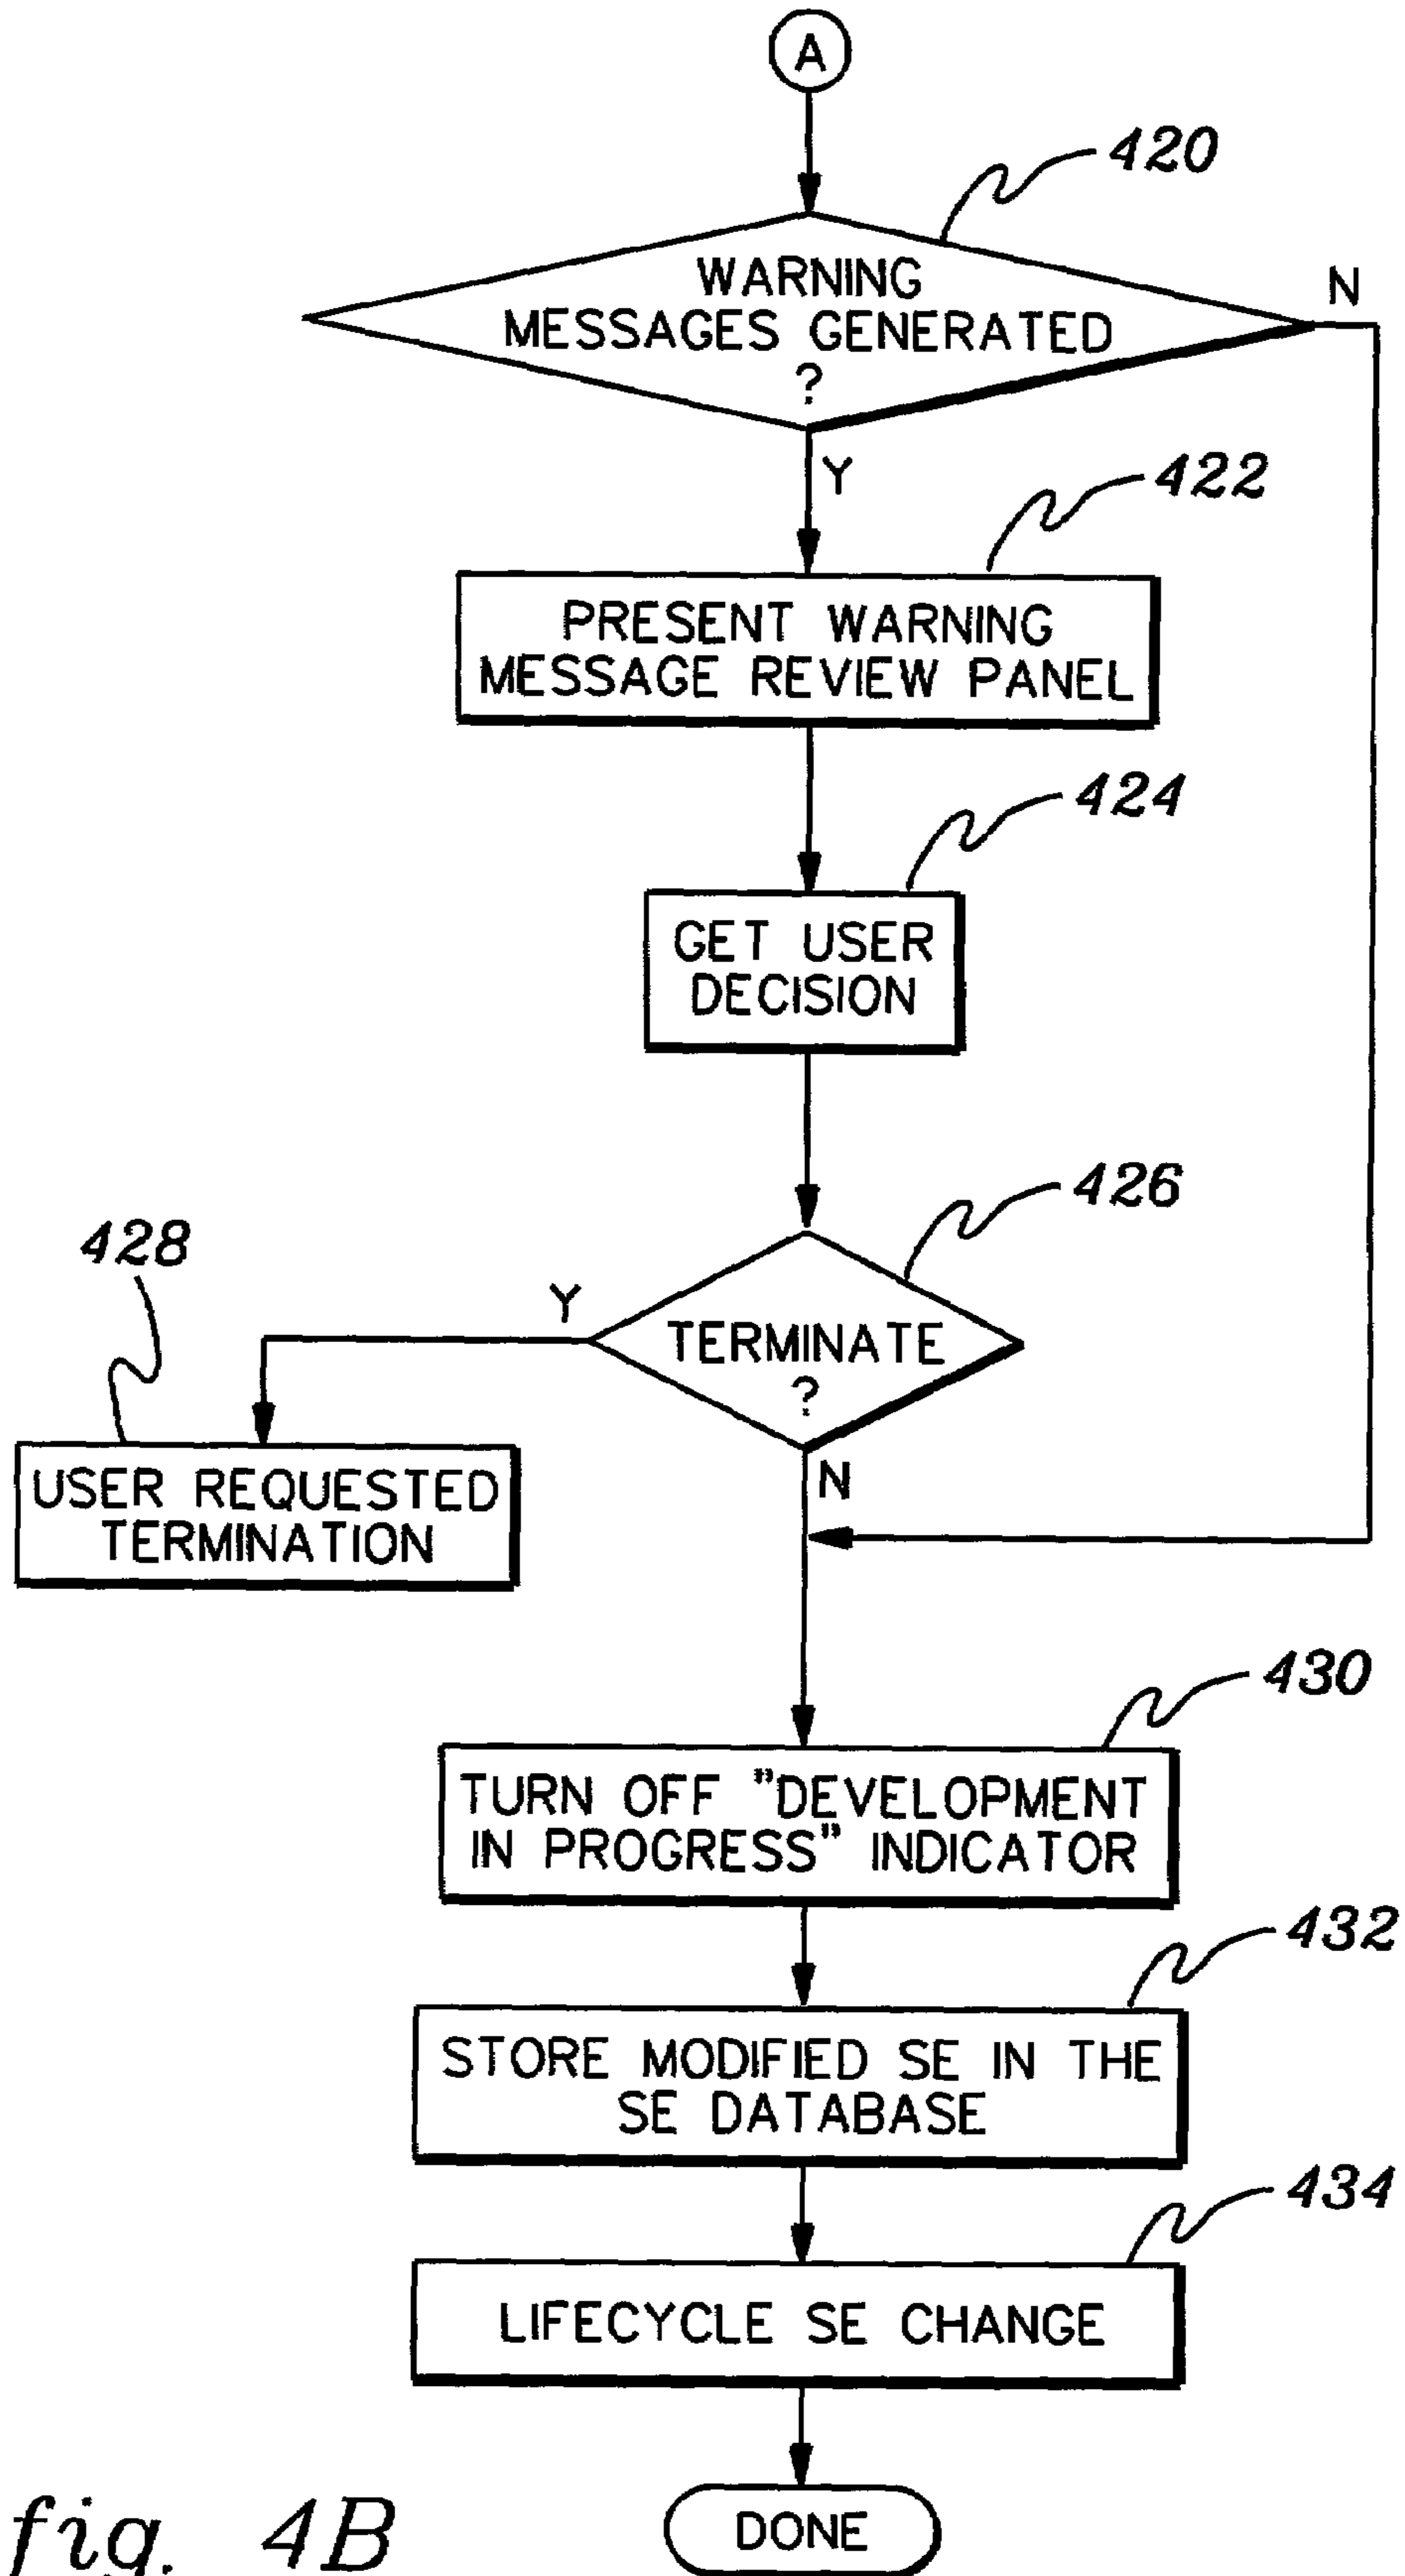 A
420
WARNING
MESSAGES GENERATED
?
N
Y
422
PRESENT WARNING
MESSAGE REVIEW PANEL
424
GET USER
DECISION
426
428
Y
TERMINATE
?
USER REQUESTED
TERMINATION
N
430
TURN OFF "DEVELOPMENT
IN PROGRESS" INDICATOR
432
STORE MODIFIED SE IN THE
SE DATABASE
434
LIFECYCLE SE CHANGE
DONE
fig. 4B